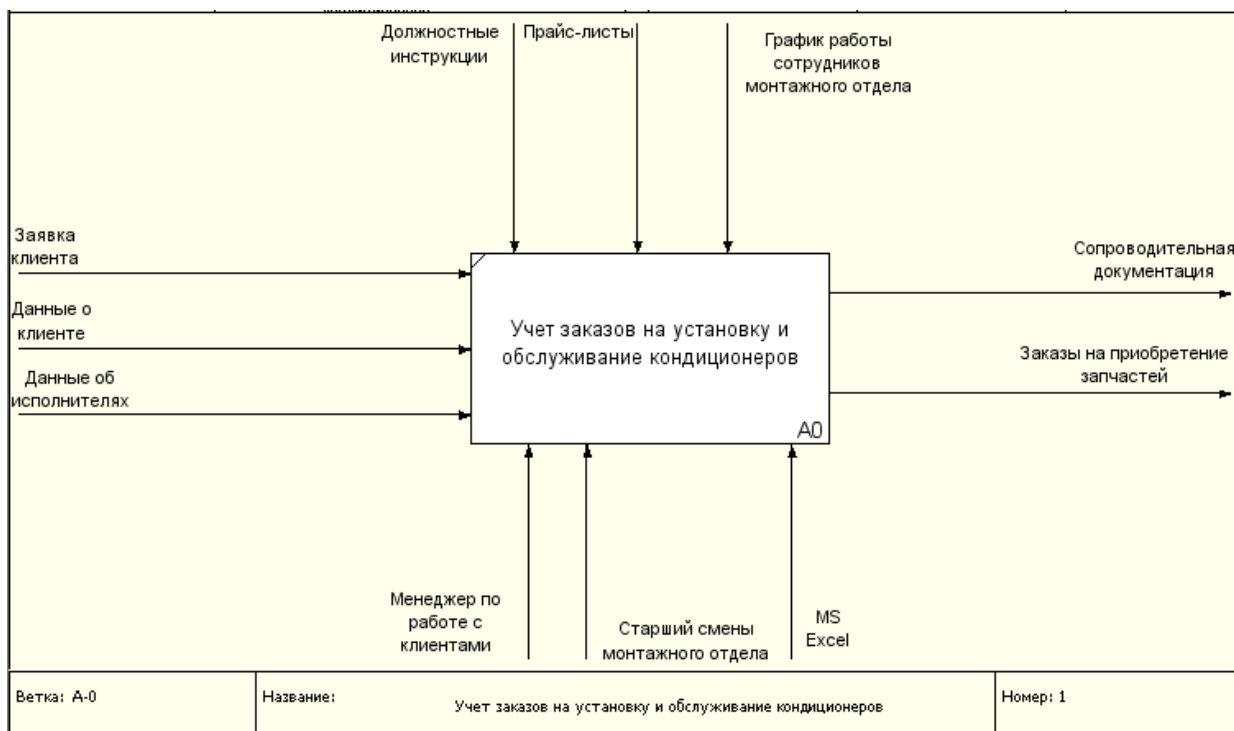 Должностные
инструкции
Прайс-листы
График работы
сотрудников
монтажного отдела
Заявка
клиента
Данные о
клиенте
Данные об
исполнителях
Учет заказов на установку и
обслуживание кондиционеров
A0
Сопроводительная
документация
Заказы на приобретение
запчастей
Менеджер по
работе с
клиентами
Старший смены
монтажного отдела
MS
Excel
Ветка: A-0
Название:
Учет заказов на установку и обслуживание кондиционеров
Номер: 1